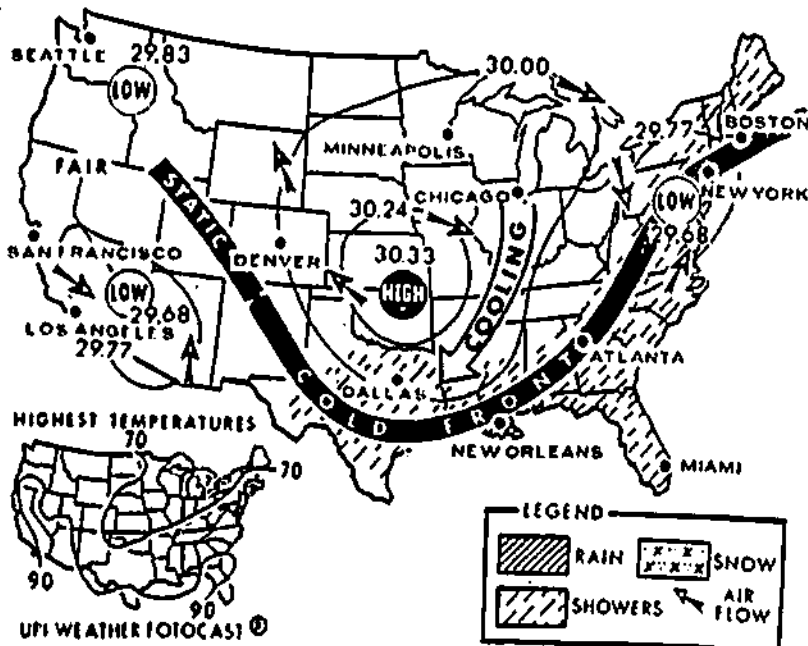 SEATTLE
29.83
LOW
30.00
BOSTON
29.77
MINNEAPOLIS
FAIR
STATIC
CHICAGO
NEW YORK
30.24
LOW
29.68
SAN FRANCISCO
DENVER
30.33
HIGH
COOLING
LOW
29.68
LOS ANGELES
29.77
ATLANTA
DALLAS
COLD FRONT
NEW ORLEANS
MIAMI
HIGHEST TEMPERATURES
70
70
90
90
UPI WEATHER FOTOCAST ®
LEGEND
RAIN
SNOW
SHOWERS
AIR
FLOW